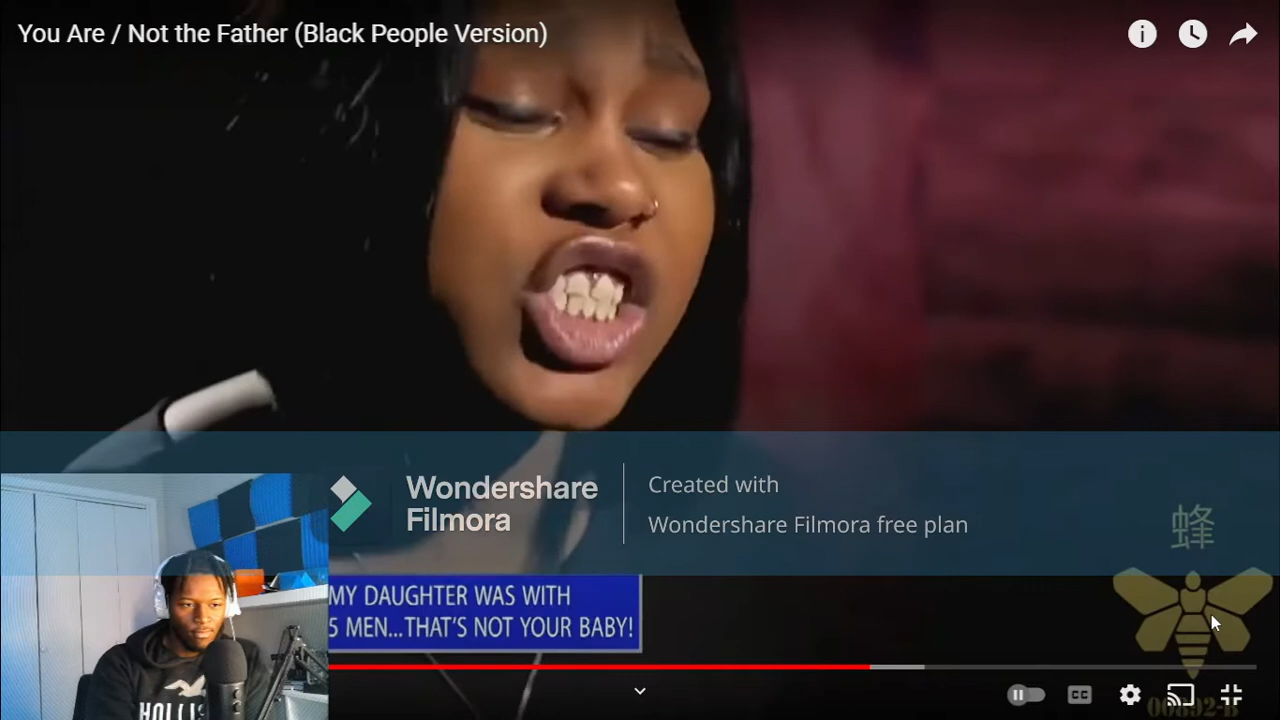 You Are / Not the Father (Black People Version)
Wondershare
Filmora
Created with
Wondershare Filmora free plan
蜂
MY DAUGHTER WAS WITH
5 MEN...THAT'S NOT YOUR BABY!
CC